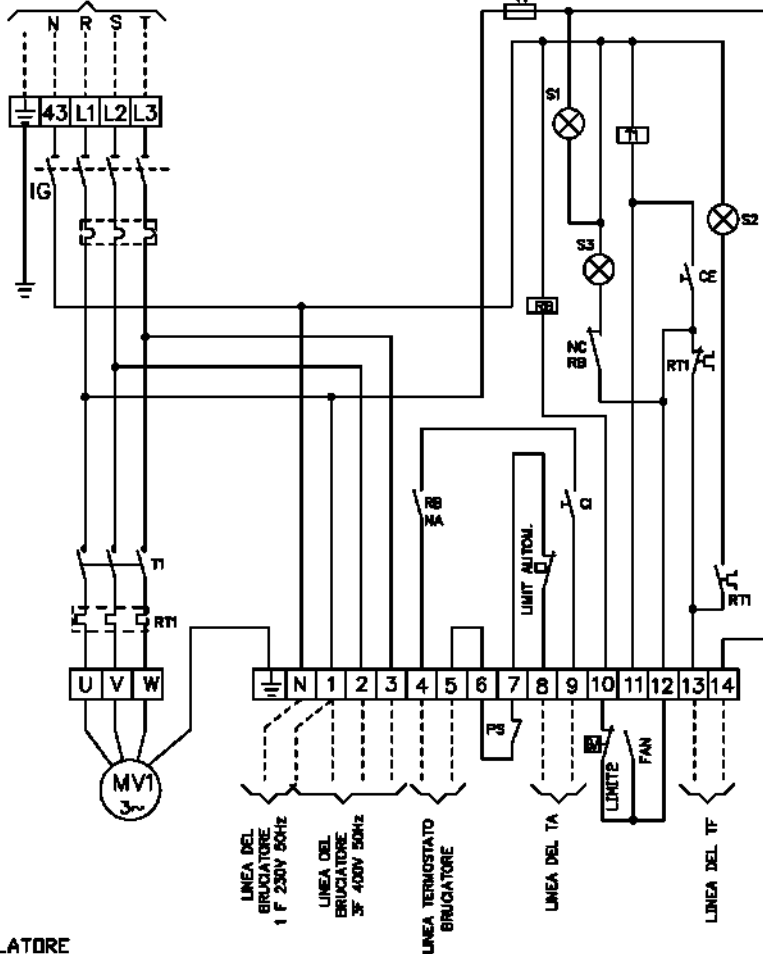 N R S T
43 L1 L2 L3
IG
S1
T1
S2
S3
CE
RB
NC
RB
RT1
RB
NA
CI
LIMIT AUTOM.
T1
RT1
RT1
U V W
N 1 2 3 4 5 6 7 8 9 10 11 12 13 14
MV1
3~
PS
LIMIT2
FAN
LINEA DEL
BRUCIATORE
1 F 230V 50Hz
LINEA DEL
BRUCIATORE
3F 400V 50Hz
LINEA TERMOSTATO
BRUCIATORE
LINEA DEL TA
LINEA DEL TF
LATORE